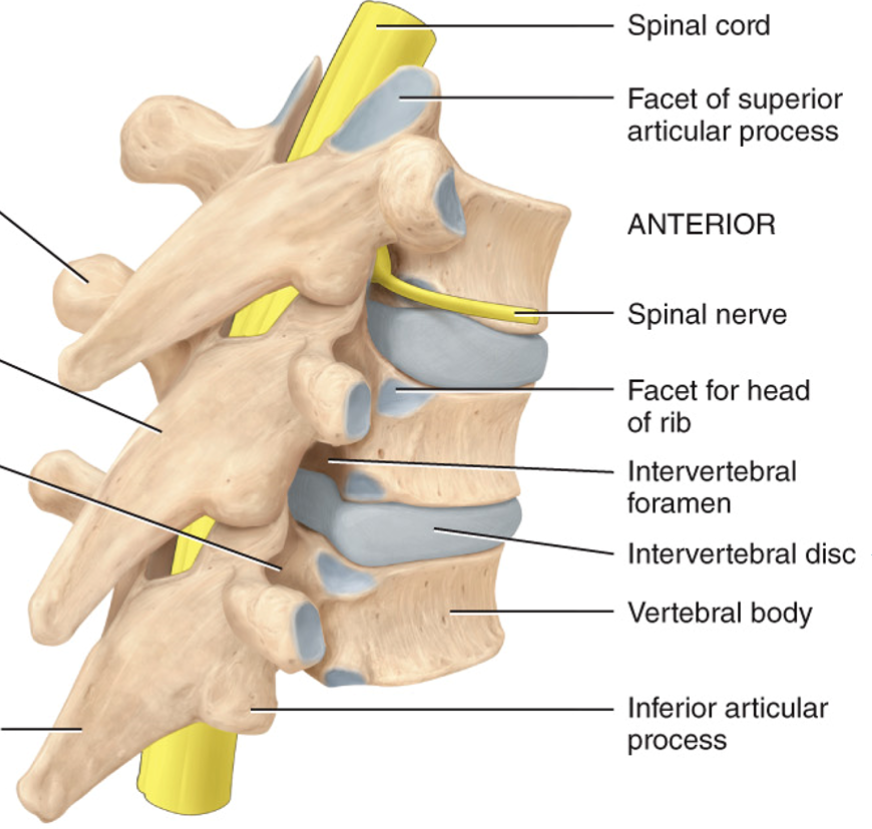 Spinal cord
Facet of superior
articular process
ANTERIOR
Spinal nerve
Facet for head
of rib
Intervertebral
foramen
Intervertebral disc
Vertebral body
Inferior articular
process